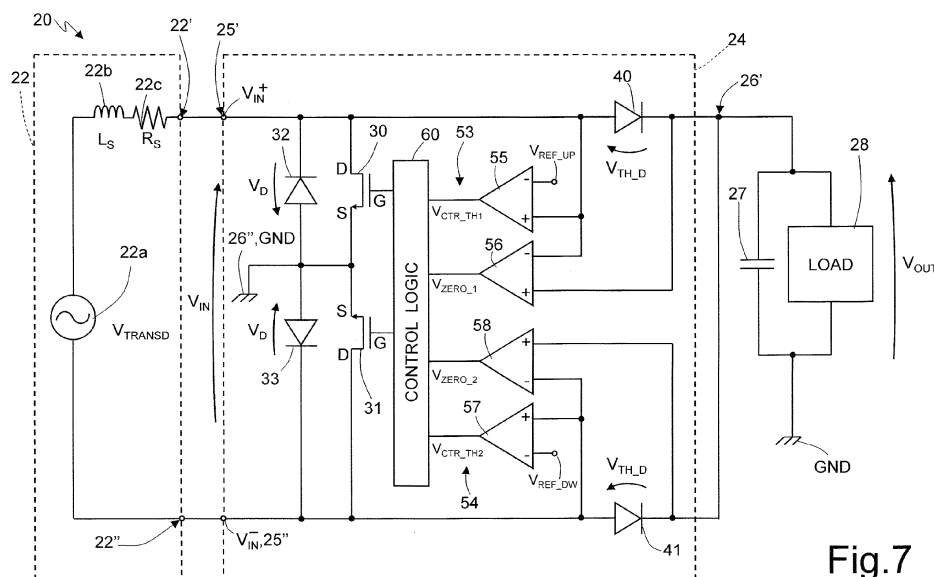 20
22
22b
22c
L_S
R_S
22'
25'
V_IN^+
24
40
26'
V_TH_D
32
30
60
53
55
V_REF_UP
-
+
D
G
S
V_D
V_CTR_TH1
26", GND
56
-
+
V_ZERO_1
27
28
LOAD
V_OUT
22a
V_TRANSD
V_IN
CONTROL LOGIC
V_D
S
G
D
33
31
58
+
-
V_ZERO_2
57
+
-
V_CTR_TH2
54
V_REF_DW
V_TH_D
41
GND
22"
V_IN^-, 25"
Fig.7